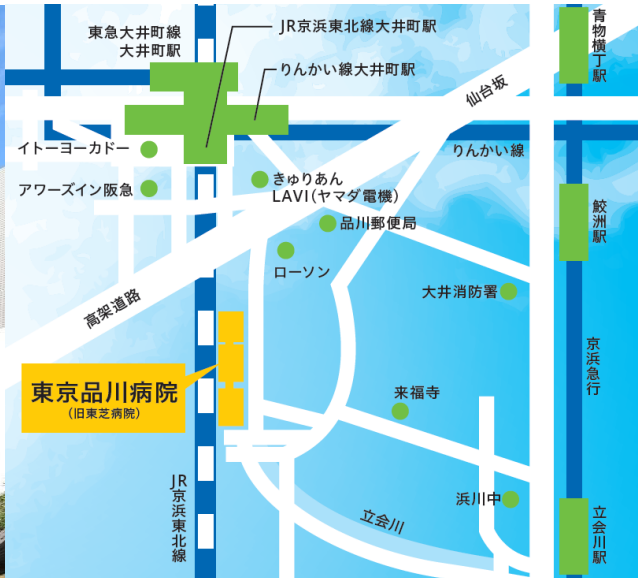 東急大井町線
大井町駅
JR京浜東北線大井町駅
りんかい線大井町駅
青物横丁駅
仙台坂
イトーヨーカドー
りんかい線
アワーズイン阪急
きゅりあん
LAVI(ヤマダ電機)
品川郵便局
鮫洲駅
ローソン
大井消防署
高架道路
京浜急行
東京品川病院
(旧東芝病院)
来福寺
JR京浜東北線
立会川
浜川中
立会川駅